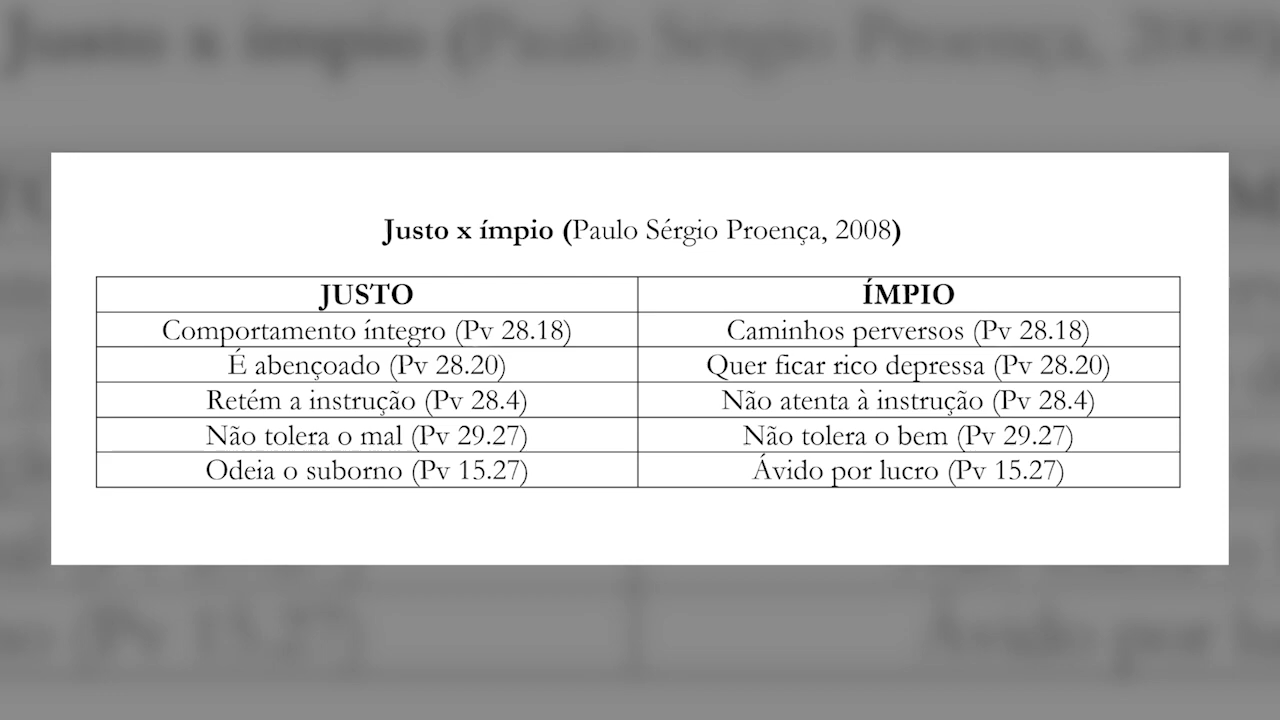 Justo x ímpio (Paulo Sérgio Proença, 2008)
JUSTO ÍMPIO
Comportamento íntegro (Pv 28.18) Caminhos perversos (Pv 28.18)
É abençoado (Pv 28.20) Quer ficar rico depressa (Pv 28.20)
Retém a instrução (Pv 28.4) Não atenta à instrução (Pv 28.4)
Não tolera o mal (Pv 29.27) Não tolera o bem (Pv 29.27)
Odeia o suborno (Pv 15.27) Ávido por lucro (Pv 15.27)